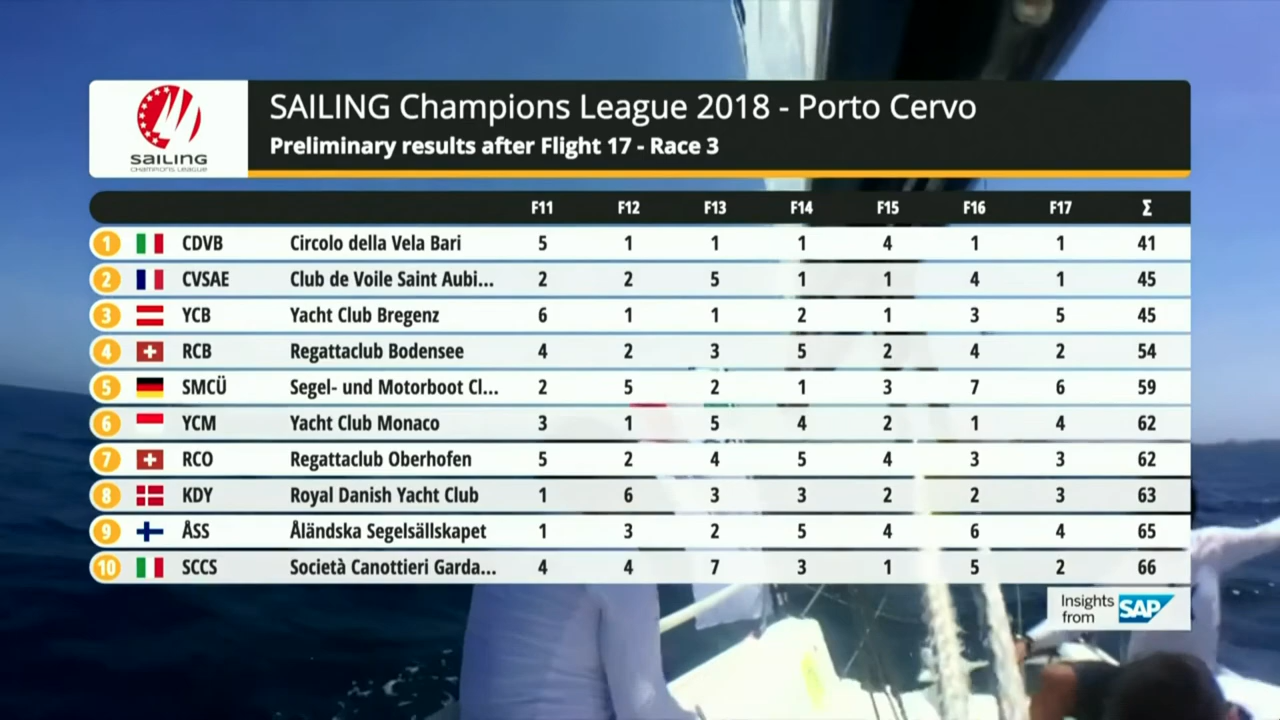 SAILING Champions League 2018 - Porto Cervo
Preliminary results after Flight 17 - Race 3
SAILING
CHAMPIONS LEAGUE
F11 F12 F13 F14 F15 F16 F17 Σ
1 CDVB Circolo della Vela Bari 5 1 1 1 4 1 1 41
2 CVSAE Club de Voile Saint Aubi... 2 2 5 1 1 4 1 45
3 YCB Yacht Club Bregenz 6 1 1 2 1 3 5 45
4 RCB Regattaclub Bodensee 4 2 3 5 2 4 2 54
5 SMCÜ Segel- und Motorboot Cl... 2 5 2 1 3 7 6 59
6 YCM Yacht Club Monaco 3 1 5 4 2 1 4 62
7 RCO Regattaclub Oberhofen 5 2 4 5 4 3 3 62
8 KDY Royal Danish Yacht Club 1 6 3 3 2 2 3 63
9 ÅSS Åländska Segelsällskapet 1 3 2 5 4 6 4 65
10 SCCS Società Canottieri Garda... 4 4 7 3 1 5 2 66
Insights
from SAP